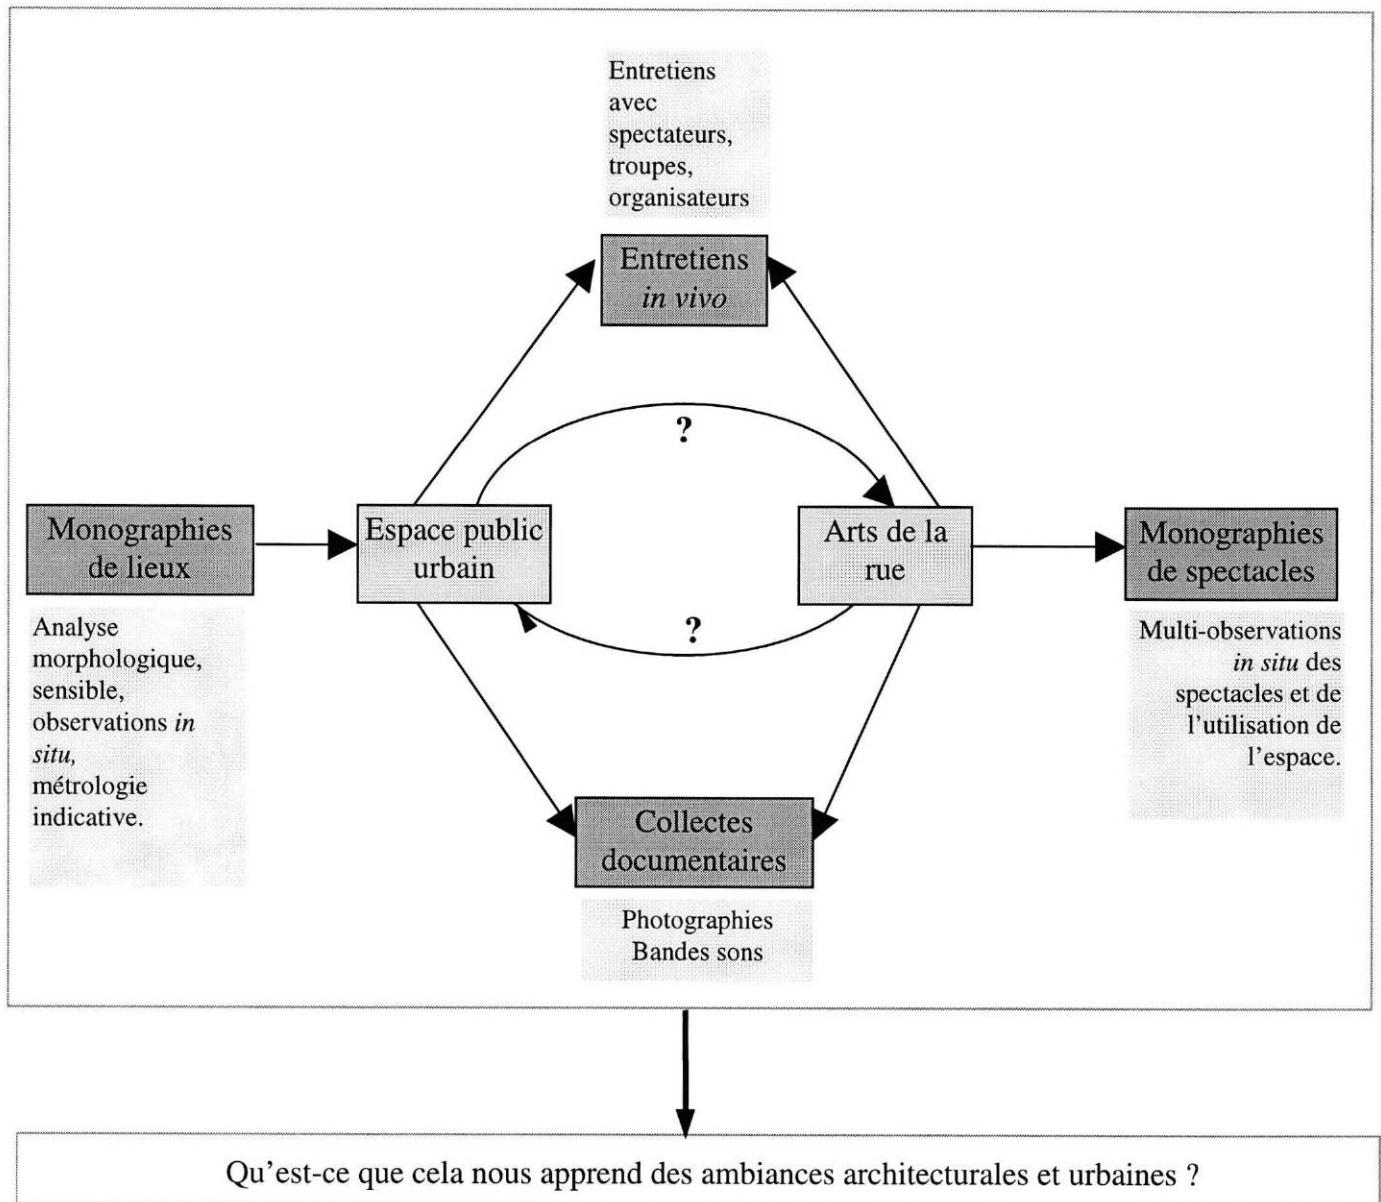 Entretiens
avec
spectateurs,
troupes,
organisateurs
Entretiens
in vivo
?
Monographies
de lieux
Espace public
urbain
Arts de la
rue
Monographies
de spectacles
?
Analyse
morphologique,
sensible,
observations in
situ,
métrologie
indicative.
Multi-observations
in situ des
spectacles et de
l’utilisation de
l’espace.
Collectes
documentaires
Photographies
Bandes sons
Qu’est-ce que cela nous apprend des ambiances architecturales et urbaines ?